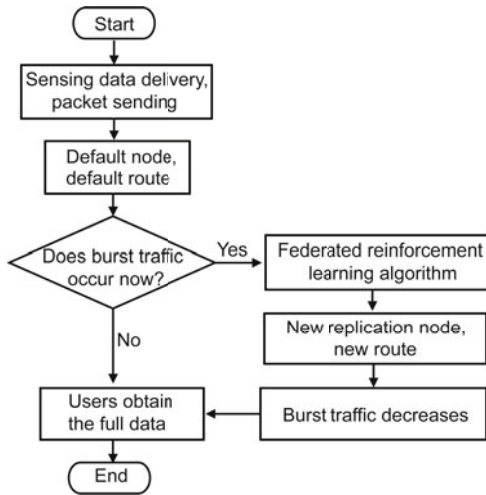 Start
Sensing data delivery,
packet sending
Default node,
default route
Does burst traffic
occur now?
Yes
Federated reinforcement
learning algorithm
New replication node,
new route
No
Users obtain
the full data
Burst traffic decreases
End